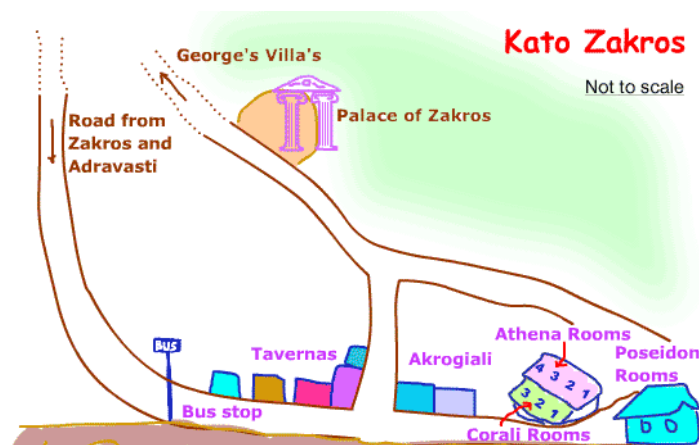 Kato Zakros
Not to scale
George's Villa's
Palace of Zakros
Road from
Zakros and
Adravasti
BUS
Bus stop
Tavernas
Akrogiali
Athena Rooms
4 3 2 1
3 2 1
Corali Rooms
Poseidon
Rooms